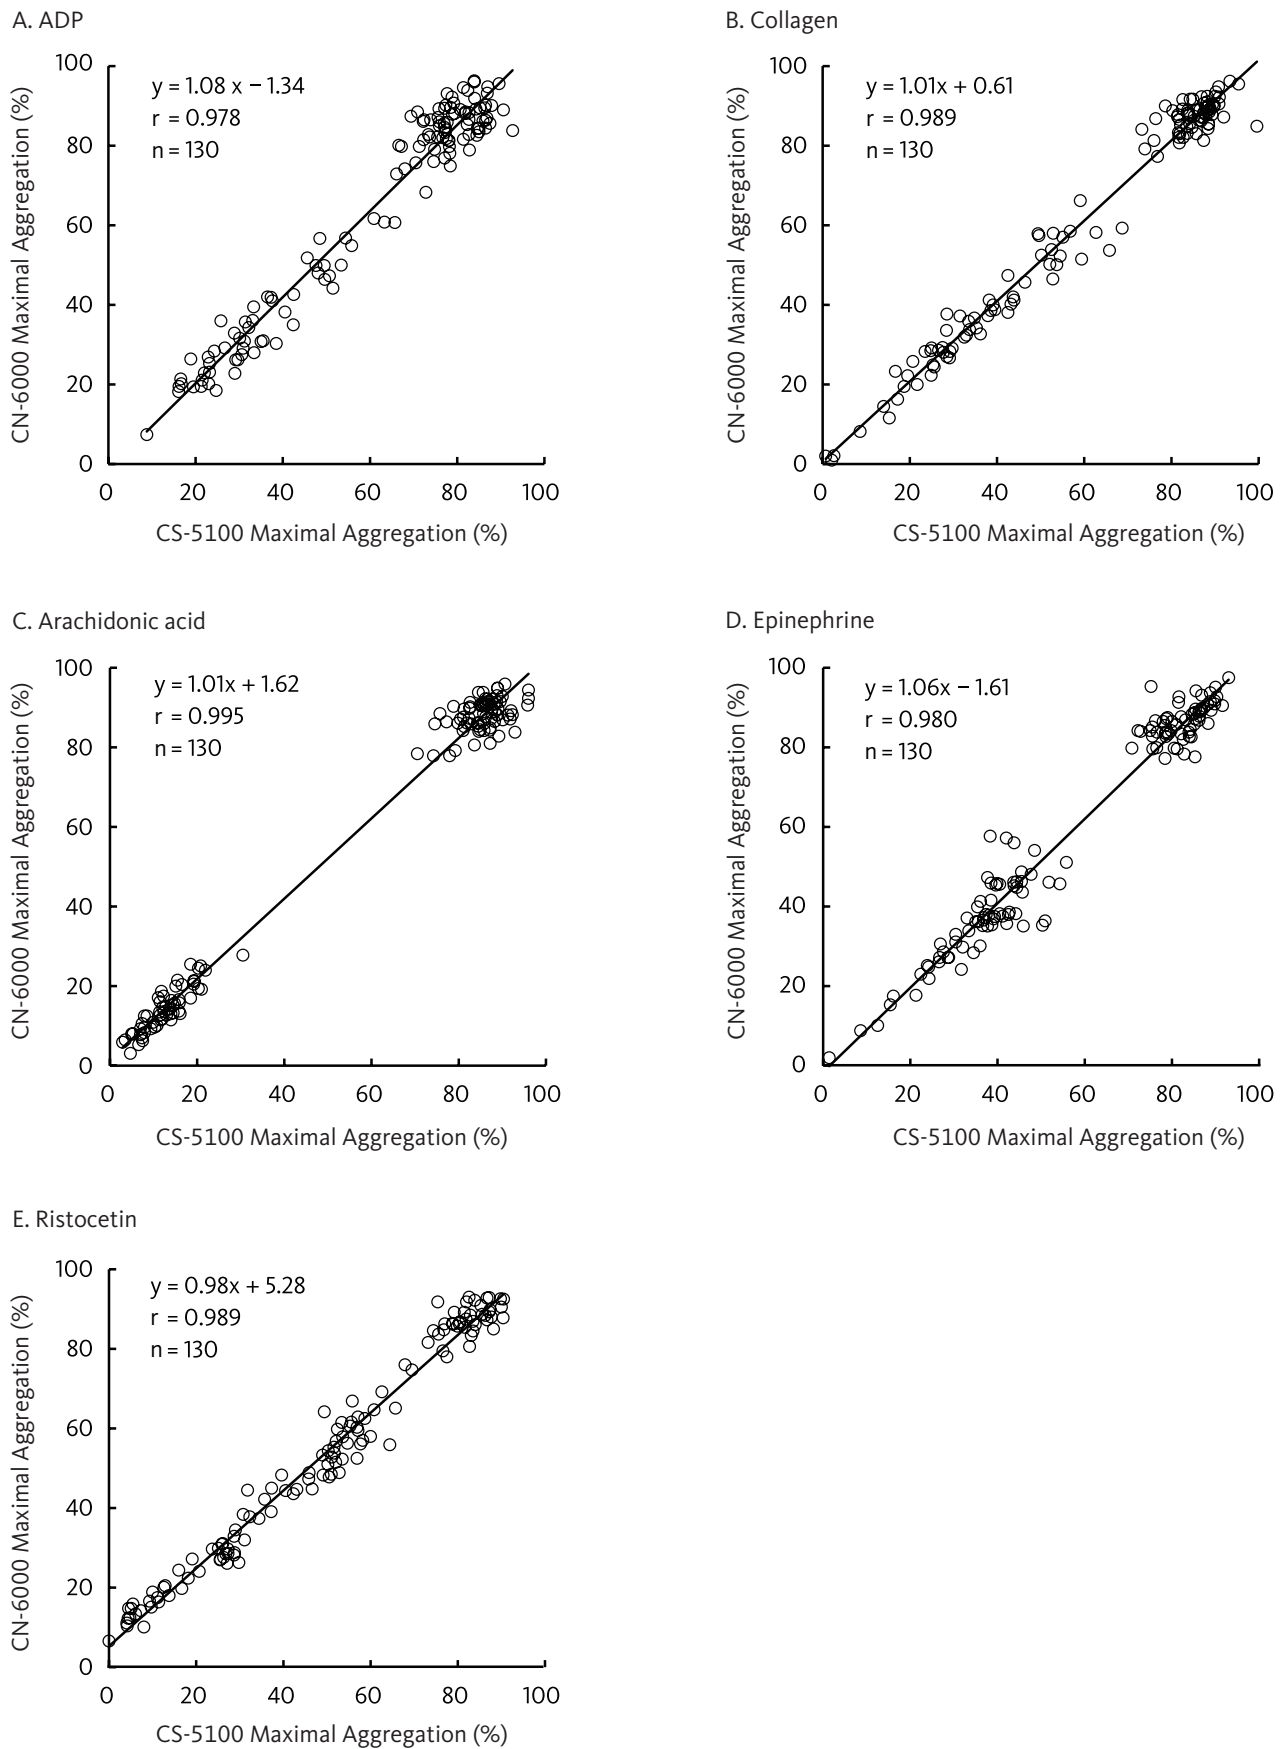 A. ADP
100
80
60
40
20
0
CN-6000 Maximal Aggregation (%)
y = 1.08 x − 1.34
r = 0.978
n = 130
0 20 40 60 80 100
CS-5100 Maximal Aggregation (%)
B. Collagen
100
80
60
40
20
0
CN-6000 Maximal Aggregation (%)
y = 1.01x + 0.61
r = 0.989
n = 130
0 20 40 60 80 100
CS-5100 Maximal Aggregation (%)
C. Arachidonic acid
100
80
60
40
20
0
CN-6000 Maximal Aggregation (%)
y = 1.01x + 1.62
r = 0.995
n = 130
0 20 40 60 80 100
CS-5100 Maximal Aggregation (%)
D. Epinephrine
100
80
60
40
20
0
CN-6000 Maximal Aggregation (%)
y = 1.06x − 1.61
r = 0.980
n = 130
0 20 40 60 80 100
CS-5100 Maximal Aggregation (%)
E. Ristocetin
100
80
60
40
20
0
CN-6000 Maximal Aggregation (%)
y = 0.98x + 5.28
r = 0.989
n = 130
0 20 40 60 80 100
CS-5100 Maximal Aggregation (%)